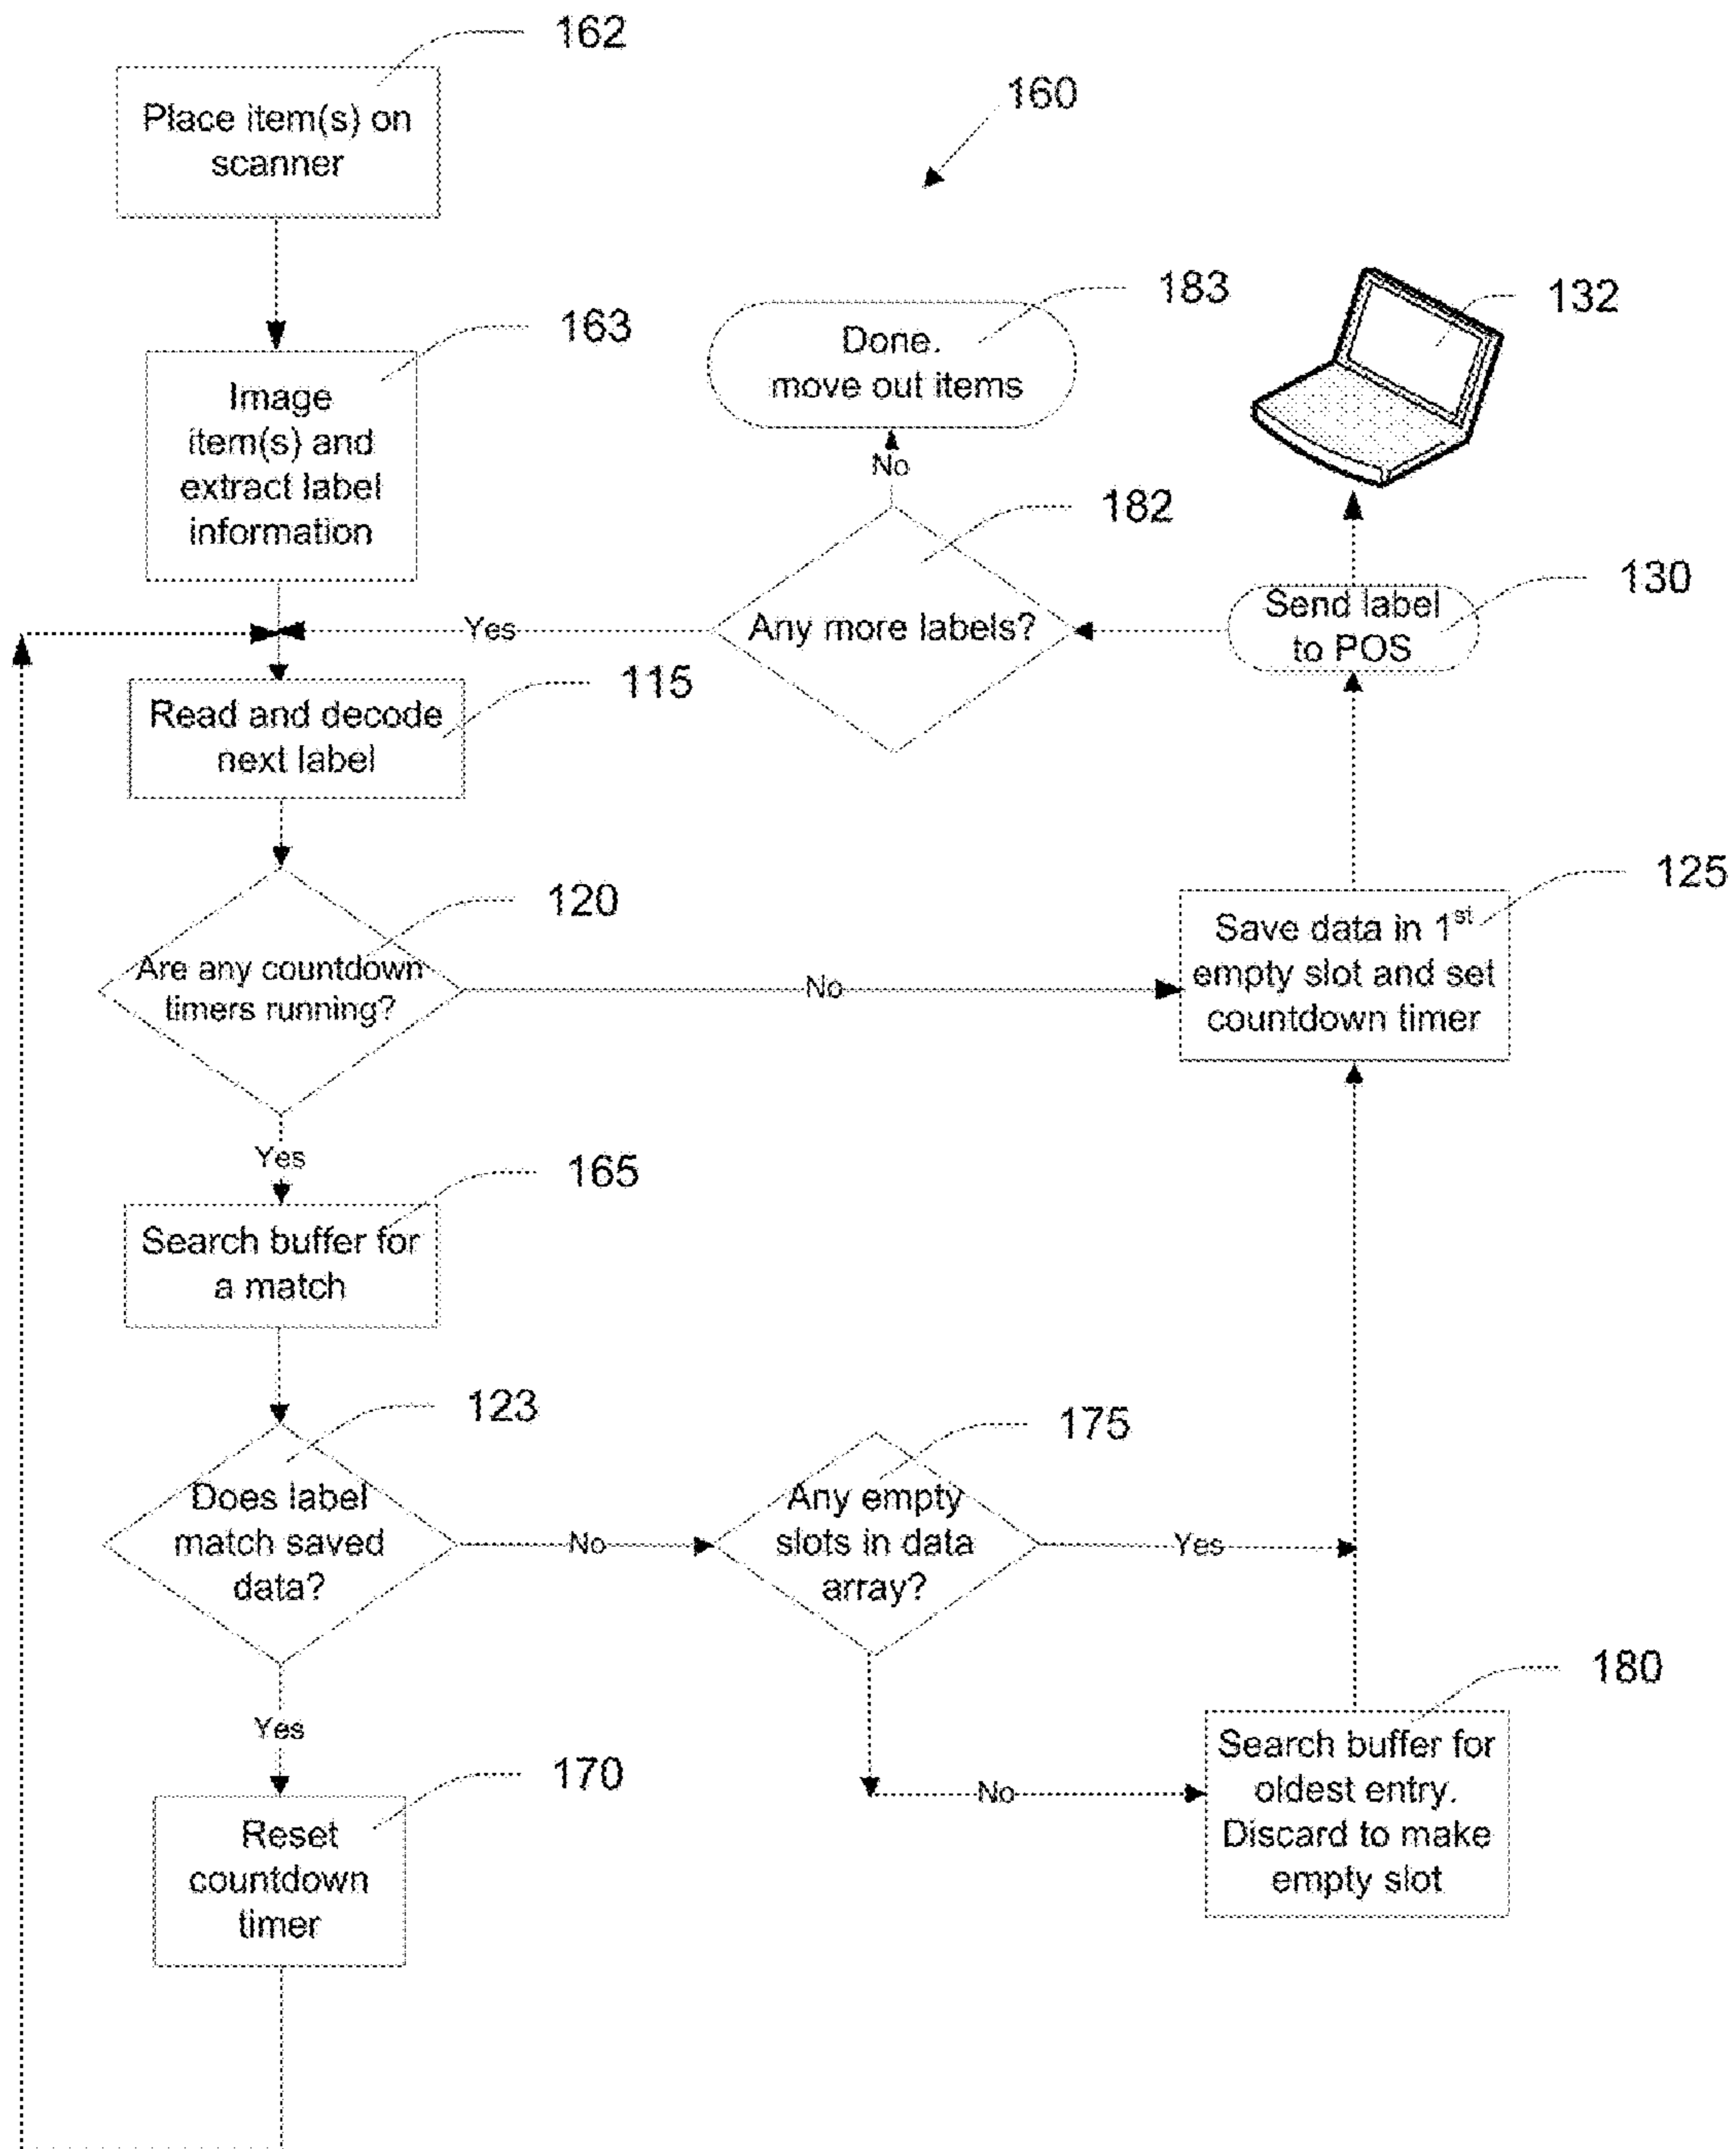 162
Place item(s) on
scanner
160
163
Image
item(s) and
extract label
information
183
Done.
move out items
132
No
182
Any more labels?
Yes
130
Send label
to POS
115
Read and decode
next label
120
Are any countdown
timers running?
No
125
Save data in 1st
empty slot and set
countdown timer
Yes
165
Search buffer for
a match
123
Does label
match saved
data?
No
175
Any empty
slots in data
array?
Yes
Yes
No
180
Search buffer for
oldest entry.
Discard to make
empty slot
170
Reset
countdown
timer